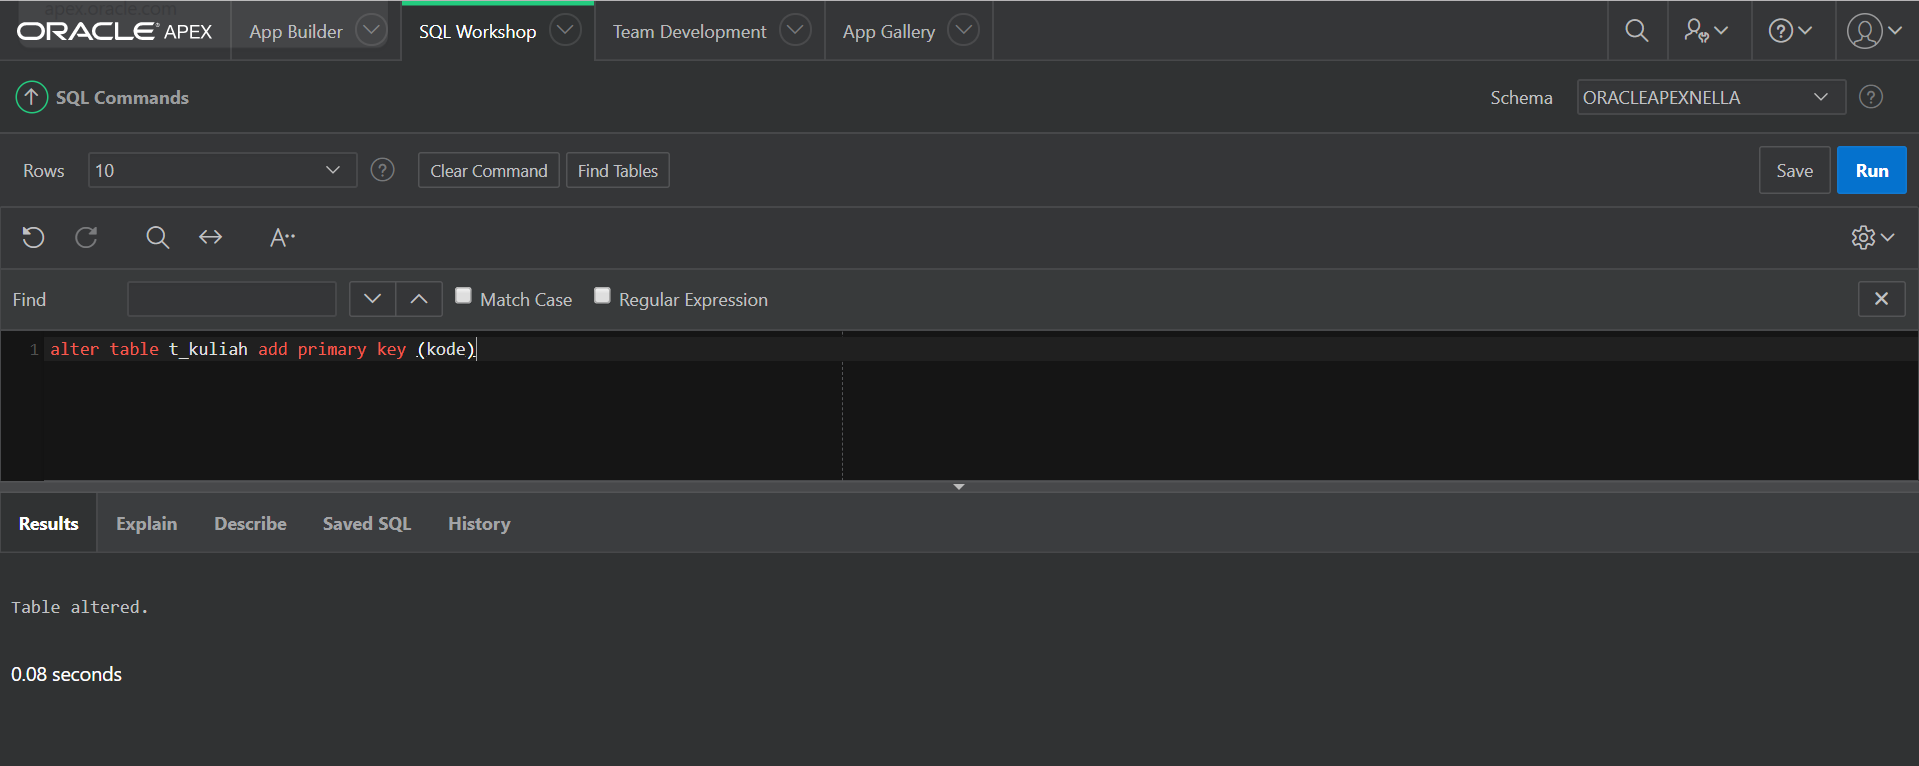 apex.oracle.com
ORACLE APEX App Builder SQL Workshop Team Development App Gallery
SQL Commands Schema ORACLEAPEXNELLA
Rows 10 Clear Command Find Tables Save Run
A
Find Match Case Regular Expression
1 alter table t_kuliah add primary key (kode)
Results Explain Describe Saved SQL History
Table altered.
0.08 seconds